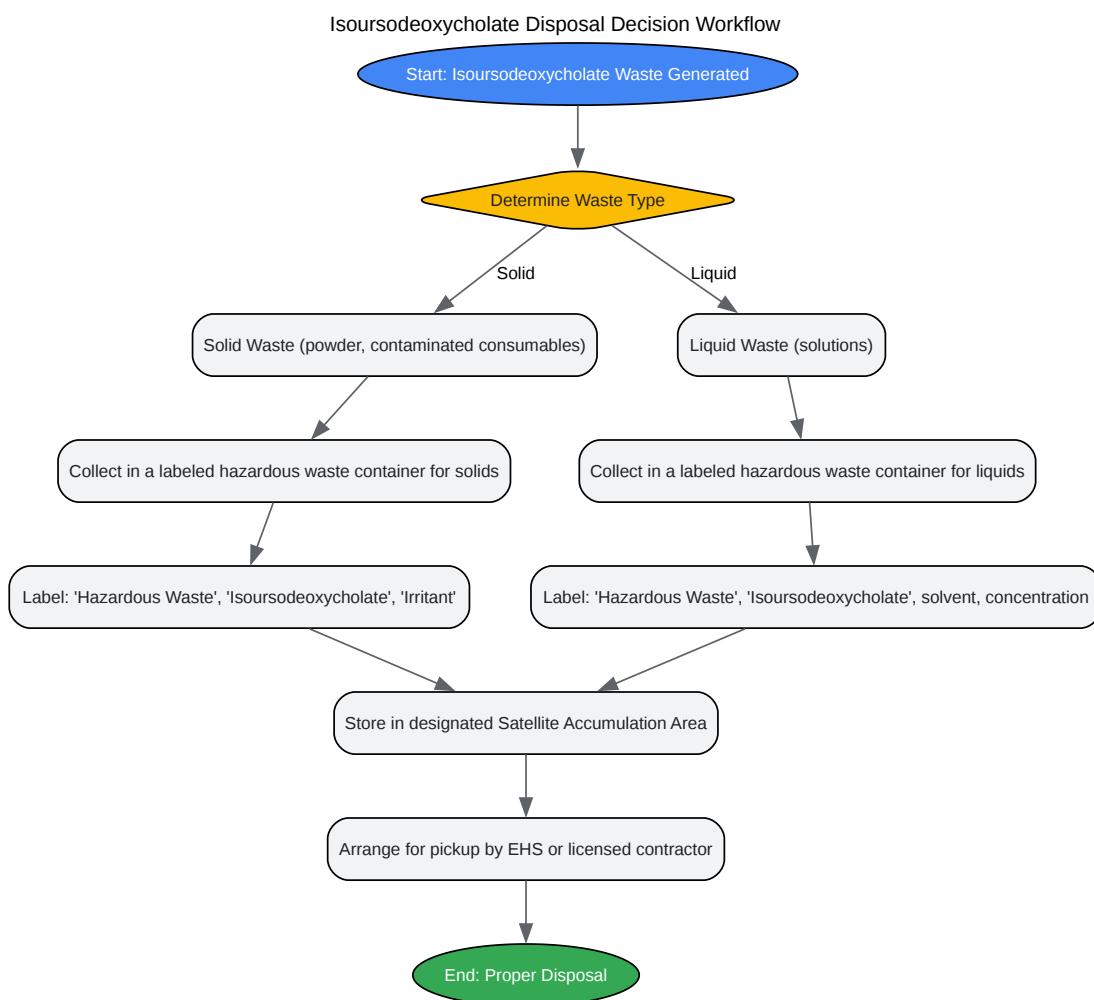 Isoursodeoxycholate Disposal Decision Workflow
Start: Isoursodeoxycholate Waste Generated
Determine Waste Type
Solid
Liquid
Solid Waste (powder, contaminated consumables)
Liquid Waste (solutions)
Collect in a labeled hazardous waste container for solids
Collect in a labeled hazardous waste container for liquids
Label: 'Hazardous Waste', 'Isoursodeoxycholate', 'Irritant'
Label: 'Hazardous Waste', 'Isoursodeoxycholate', solvent, concentration
Store in designated Satellite Accumulation Area
Arrange for pickup by EHS or licensed contractor
End: Proper Disposal